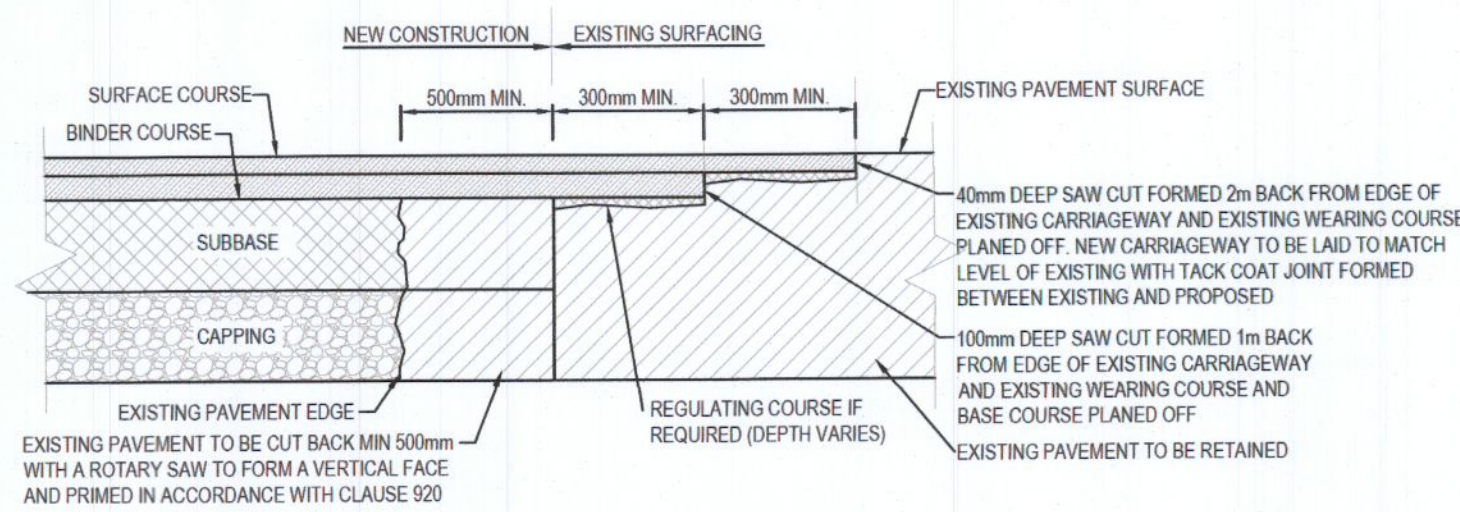 NEW CONSTRUCTION
EXISTING SURFACING
SURFACE COURSE
500mm MIN.
300mm MIN.
300mm MIN.
EXISTING PAVEMENT SURFACE
BINDER COURSE
SUBBASE
CAPPING
40mm DEEP SAW CUT FORMED 2m BACK FROM EDGE OF
EXISTING CARRIAGEWAY AND EXISTING WEARING COURSE
PLANED OFF. NEW CARRIAGEWAY TO BE LAID TO MATCH
LEVEL OF EXISTING WITH TACK COAT JOINT FORMED
BETWEEN EXISTING AND PROPOSED
100mm DEEP SAW CUT FORMED 1m BACK
FROM EDGE OF EXISTING CARRIAGEWAY
AND EXISTING WEARING COURSE AND
BASE COURSE PLANED OFF
EXISTING PAVEMENT EDGE
REGULATING COURSE IF
REQUIRED (DEPTH VARIES)
EXISTING PAVEMENT TO BE RETAINED
EXISTING PAVEMENT TO BE CUT BACK MIN 500mm
WITH A ROTARY SAW TO FORM A VERTICAL FACE
AND PRIMED IN ACCORDANCE WITH CLAUSE 920